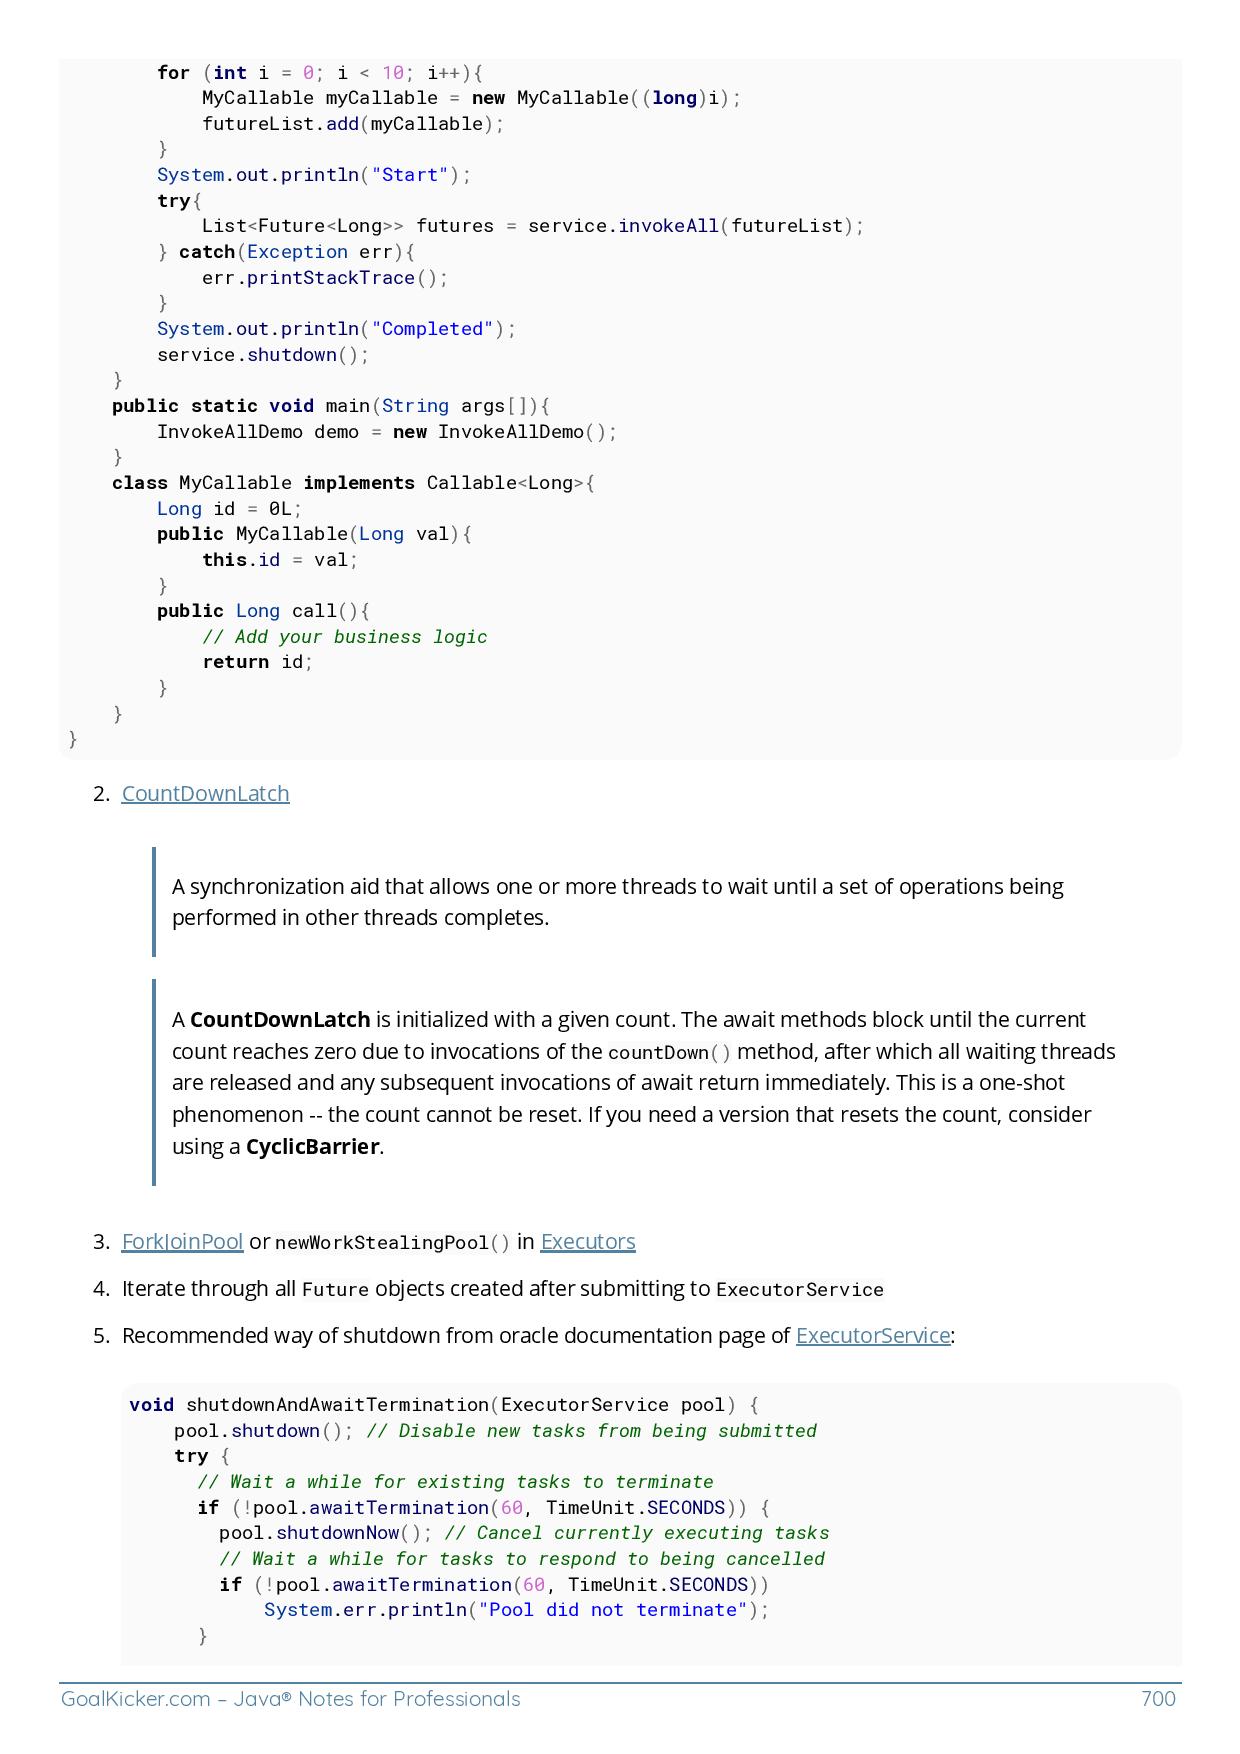 for (int i = 0; i < 10; i++){
            MyCallable myCallable = new MyCallable((long)i);
            futureList.add(myCallable);
        }
        System.out.println("Start");
        try{
            List<Future<Long>> futures = service.invokeAll(futureList);
        } catch(Exception err){
            err.printStackTrace();
        }
        System.out.println("Completed");
        service.shutdown();
    }
    public static void main(String args[]){
        InvokeAllDemo demo = new InvokeAllDemo();
    }
    class MyCallable implements Callable<Long>{
        Long id = 0L;
        public MyCallable(Long val){
            this.id = val;
        }
        public Long call(){
            // Add your business logic
            return id;
        }
    }
}
2. CountDownLatch
A synchronization aid that allows one or more threads to wait until a set of operations being
performed in other threads completes.
A CountDownLatch is initialized with a given count. The await methods block until the current
count reaches zero due to invocations of the countDown() method, after which all waiting threads
are released and any subsequent invocations of await return immediately. This is a one-shot
phenomenon -- the count cannot be reset. If you need a version that resets the count, consider
using a CyclicBarrier.
3. ForkJoinPool or newWorkStealingPool() in Executors
4. Iterate through all Future objects created after submitting to ExecutorService
5. Recommended way of shutdown from oracle documentation page of ExecutorService:
void shutdownAndAwaitTermination(ExecutorService pool) {
    pool.shutdown(); // Disable new tasks from being submitted
    try {
      // Wait a while for existing tasks to terminate
      if (!pool.awaitTermination(60, TimeUnit.SECONDS)) {
        pool.shutdownNow(); // Cancel currently executing tasks
        // Wait a while for tasks to respond to being cancelled
        if (!pool.awaitTermination(60, TimeUnit.SECONDS))
            System.err.println("Pool did not terminate");
      }
GoalKicker.com – Java® Notes for Professionals 700